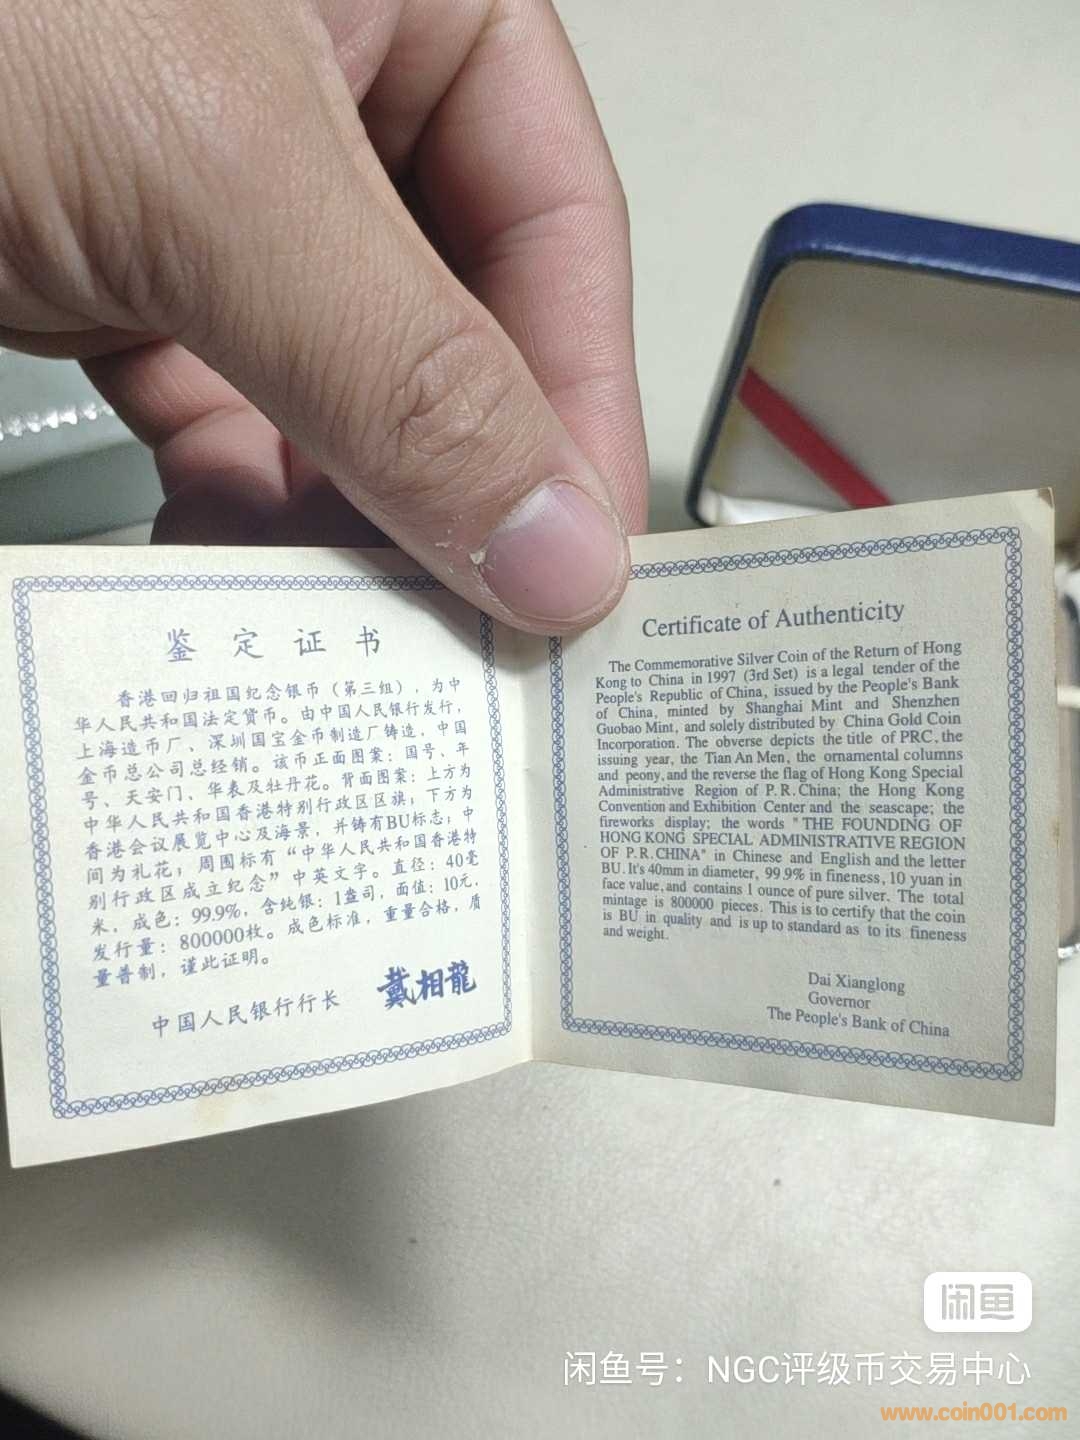 鉴定证书
香港回归祖国纪念银币（第三组），为中
华人民共和国法定货币。由中国人民银行发行，
上海造币厂、深圳国宝金币制造厂铸造，中国
金币总公司总经销。该币正面图案：国号、年
号、天安门、华表及牡丹花。背面图案：上方为
中华人民共和国香港特别行政区区旗；下方为
香港会议展览中心及海景，并铸有BU标志；中
间为礼花；周围标有“中华人民共和国香港特
别行政区成立纪念”中英文字。直径：40毫
米，成色：99.9%，含纯银：1盎司，面值：10元，
发行量：800000枚。成色标准，重量合格，质
量普制，谨此证明。
中国人民银行行长 戴相龍
Certificate of Authenticity
The Commemorative Silver Coin of the Return of Hong
Kong to China in 1997 (3rd Set) is a legal tender of the
People's Republic of China, issued by the People's Bank
of China, minted by Shanghai Mint and Shenzhen
Guobao Mint, and solely distributed by China Gold Coin
Incorporation. The obverse depicts the title of PRC, the
issuing year, the Tian An Men, the ornamental columns
and peony, and the reverse the flag of Hong Kong Special
Administrative Region of P.R.China; the Hong Kong
Convention and Exhibition Center and the seascape; the
fireworks display; the words "THE FOUNDING OF
HONG KONG SPECIAL ADMINISTRATIVE REGION
OF P.R.CHINA" in Chinese and English and the letter
BU. It's 40mm in diameter, 99.9% in fineness, 10 yuan in
face value, and contains 1 ounce of pure silver. The total
mintage is 800000 pieces. This is to certify that the coin
is BU in quality and is up to standard as to its fineness
and weight.
Dai Xianglong
Governor
The People's Bank of China
闲鱼
闲鱼号：NGC评级币交易中心
www.coin001.com